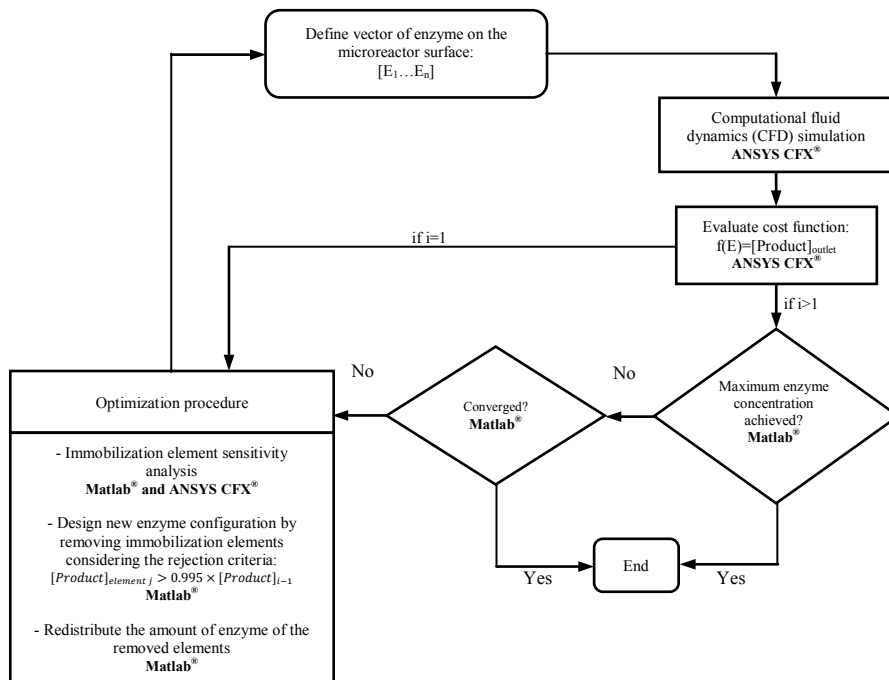 Define vector of enzyme on the
microreactor surface:
[E₁…Eₙ]
Computational fluid
dynamics (CFD) simulation
ANSYS CFX®
Evaluate cost function:
f(E)=[Product]outlet
ANSYS CFX®
if i=1
if i>1
Maximum enzyme
concentration
achieved?
Matlab®
No
Converged?
Matlab®
No
Optimization procedure
- Immobilization element sensitivity
analysis
Matlab® and ANSYS CFX®
- Design new enzyme configuration by
removing immobilization elements
considering the rejection criteria:
[Product]element j > 0.995 × [Product]i−1
Matlab®
- Redistribute the amount of enzyme of the
removed elements
Matlab®
Yes
End
Yes